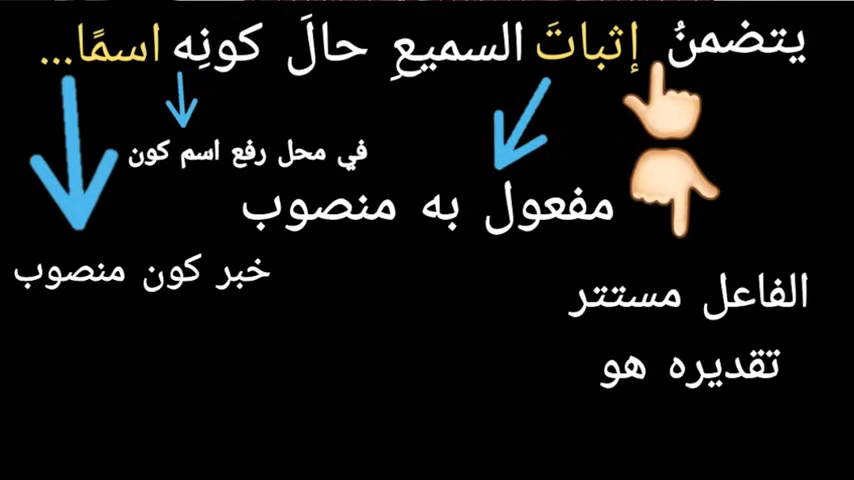 يتضمنُ إثباتَ السميعِ حالَ كونِه اسمًا...
في محل رفع اسم كون
مفعول به منصوب
خبر كون منصوب
الفاعل مستتر
تقديره هو